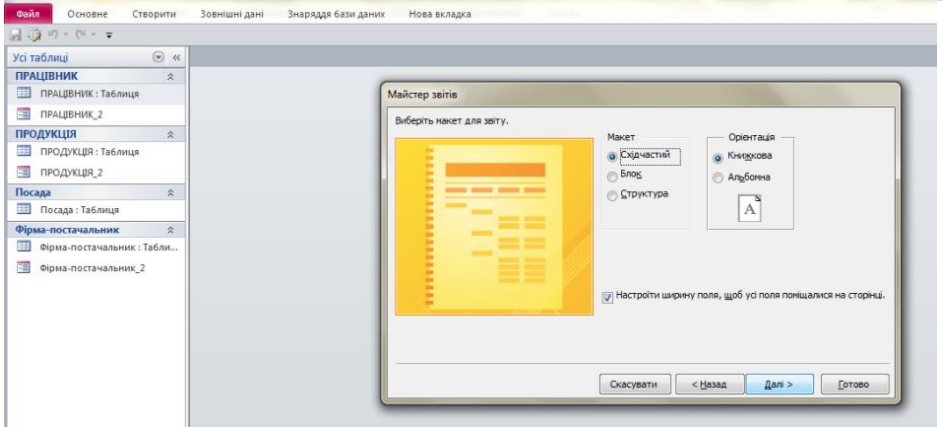 Файл Основне Створити Зовнішні дані Знаряддя бази даних Нова вкладка
Усі таблиці
ПРАЦІВНИК
ПРАЦІВНИК : Таблиця
ПРАЦІВНИК_2
ПРОДУКЦІЯ
ПРОДУКЦІЯ : Таблиця
ПРОДУКЦІЯ_2
Посада
Посада : Таблиця
Фірма-постачальник
Фірма-постачальник : Табли...
Фірма-постачальник_2
Майстер звітів
Виберіть макет для звіту.
Макет
Східчастий
Блок
Структура
Орієнтація
Книжкова
Альбомна
A
Настроїти ширину поля, щоб усі поля поміщалися на сторінці.
Скасувати < Назад Далі > Готово